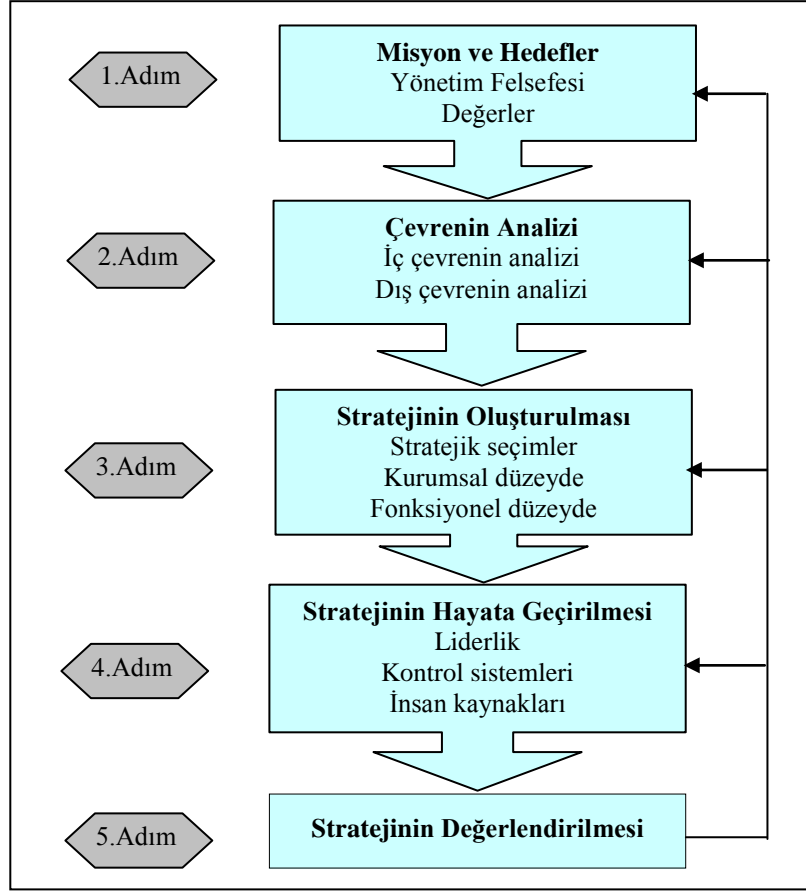 1.Adım
Misyon ve Hedefler
Yönetim Felsefesi
Değerler
2.Adım
Çevrenin Analizi
İç çevrenin analizi
Dış çevrenin analizi
3.Adım
Stratejinin Oluşturulması
Stratejik seçimler
Kurumsal düzeyde
Fonksiyonel düzeyde
4.Adım
Stratejinin Hayata Geçirilmesi
Liderlik
Kontrol sistemleri
İnsan kaynakları
5.Adım
Stratejinin Değerlendirilmesi